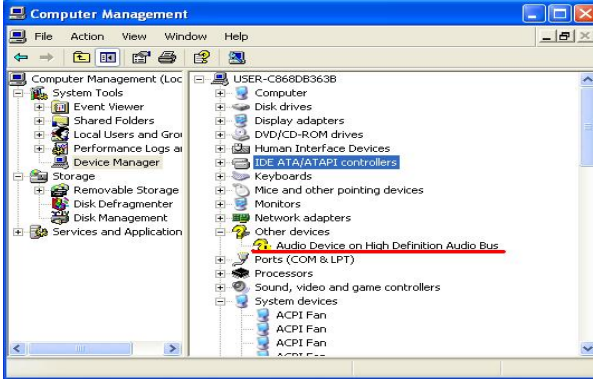 Computer Management
File Action View Window Help
Computer Management (Loc
System Tools
Event Viewer
Shared Folders
Local Users and Grou
Performance Logs a
Device Manager
Storage
Removable Storage
Disk Defragmenter
Disk Management
Services and Application
USER-C868DB363B
Computer
Disk drives
Display adapters
DVD/CD-ROM drives
Human Interface Devices
IDE ATA/ATAPI controllers
Keyboards
Mice and other pointing devices
Monitors
Network adapters
Other devices
Audio Device on High Definition Audio Bus
Ports (COM & LPT)
Processors
Sound, video and game controllers
System devices
ACPI Fan
ACPI Fan
ACPI Fan
ACPI Fan